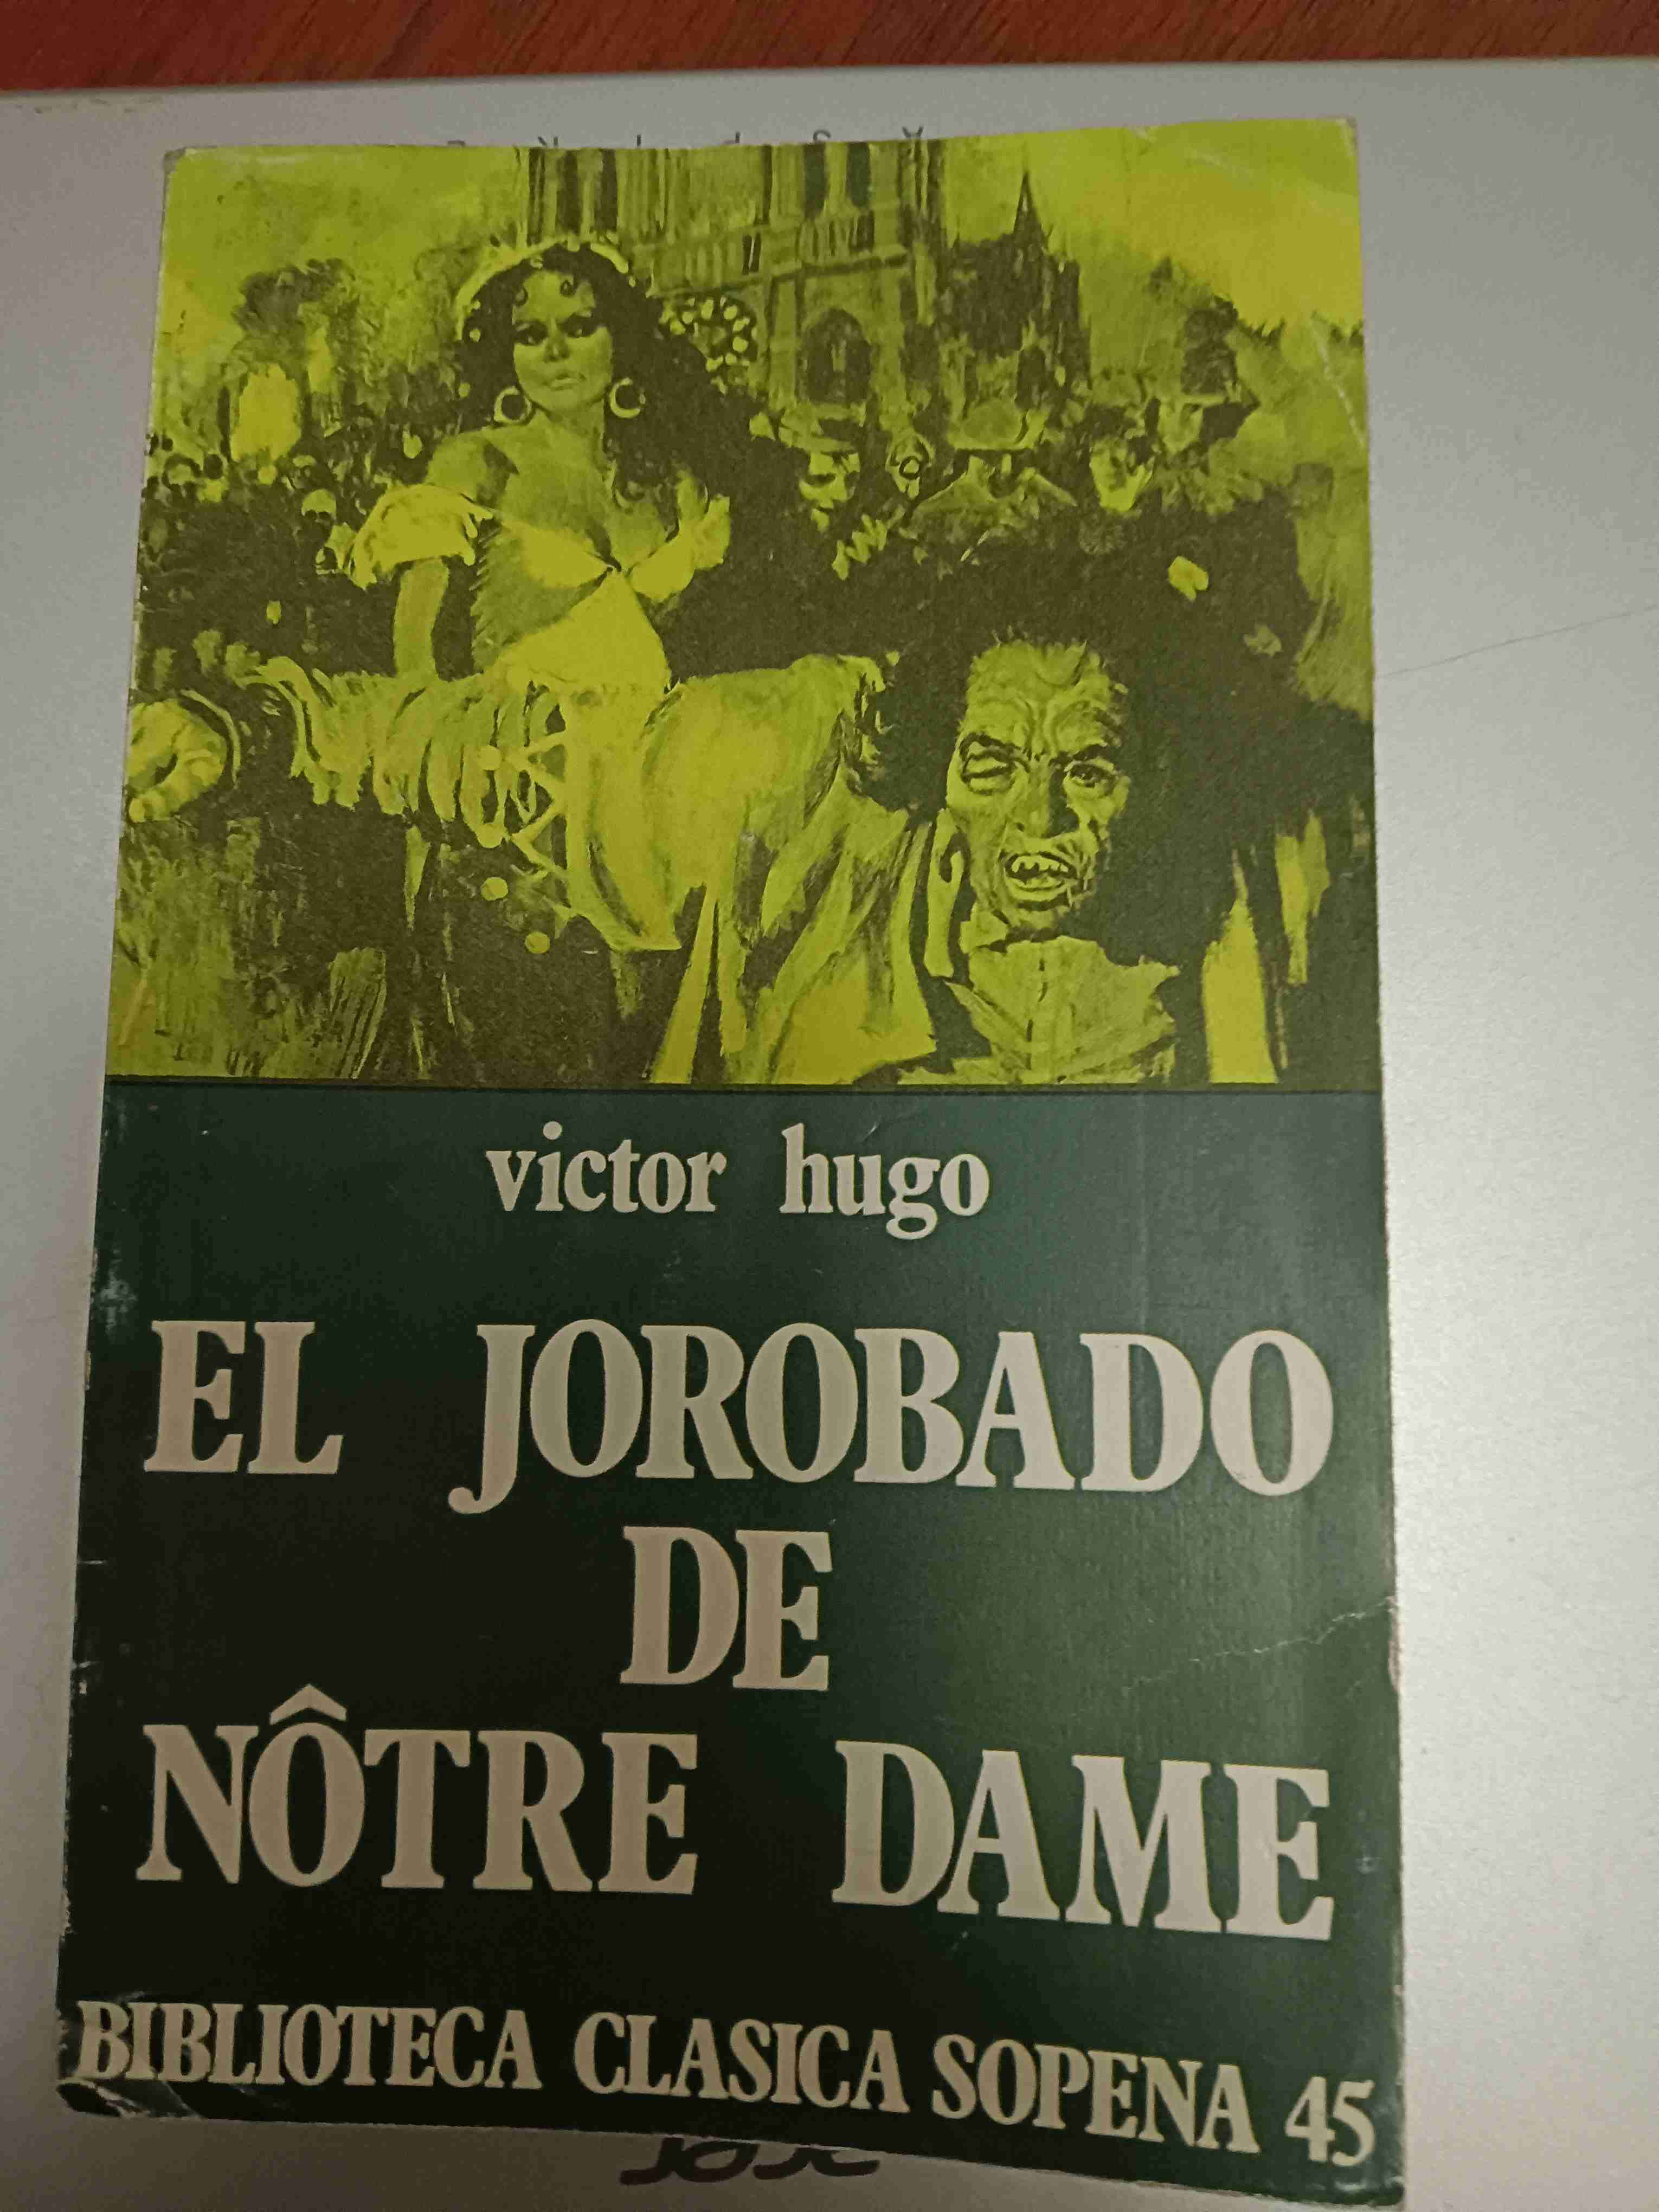 victor hugo
EL JOROBADO
DE
NÔTRE DAME
BIBLIOTECA CLASICA SOPENA 45